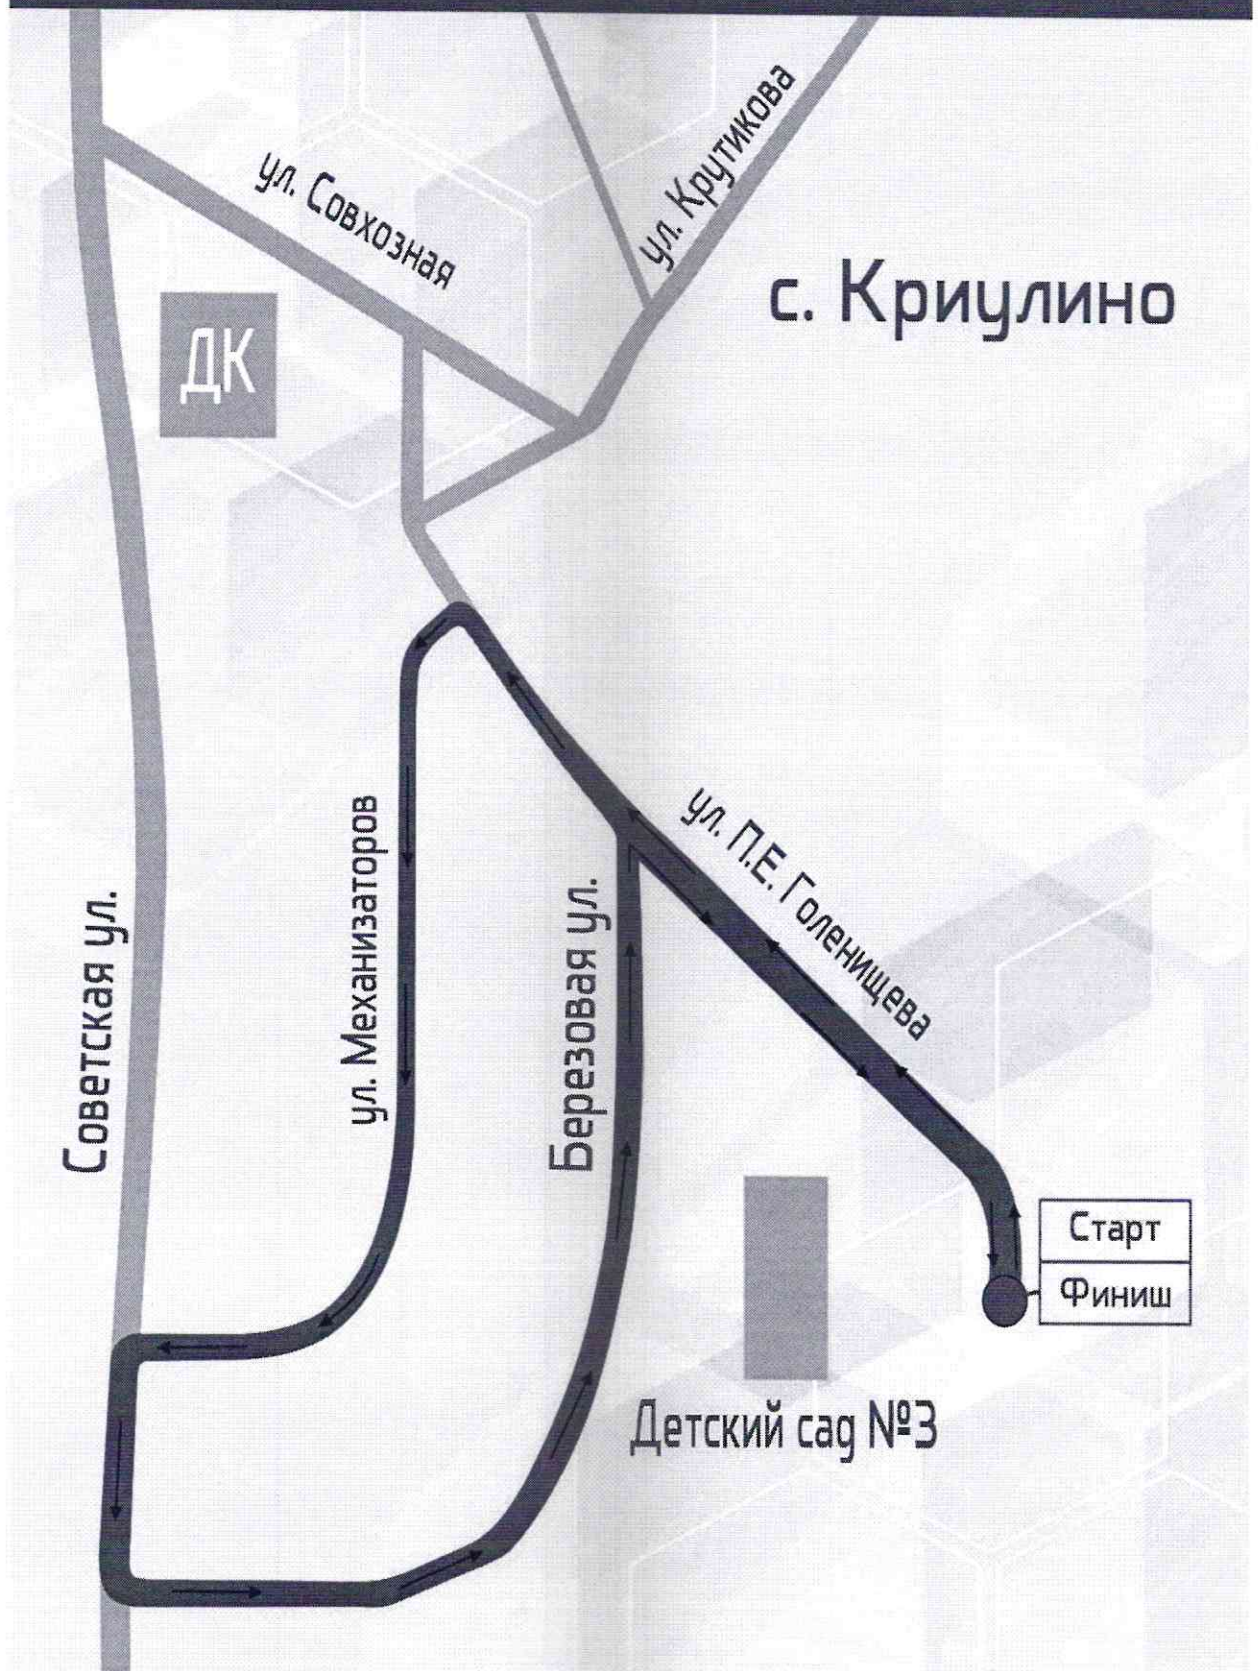 ул. Совхозная
ул. Крутикова
с. Криулино
ДК
ул. П.Е. Голенищева
ул. Механизаторов
Березовая ул.
Советская ул.
Старт
Финиш
Детский сад №3